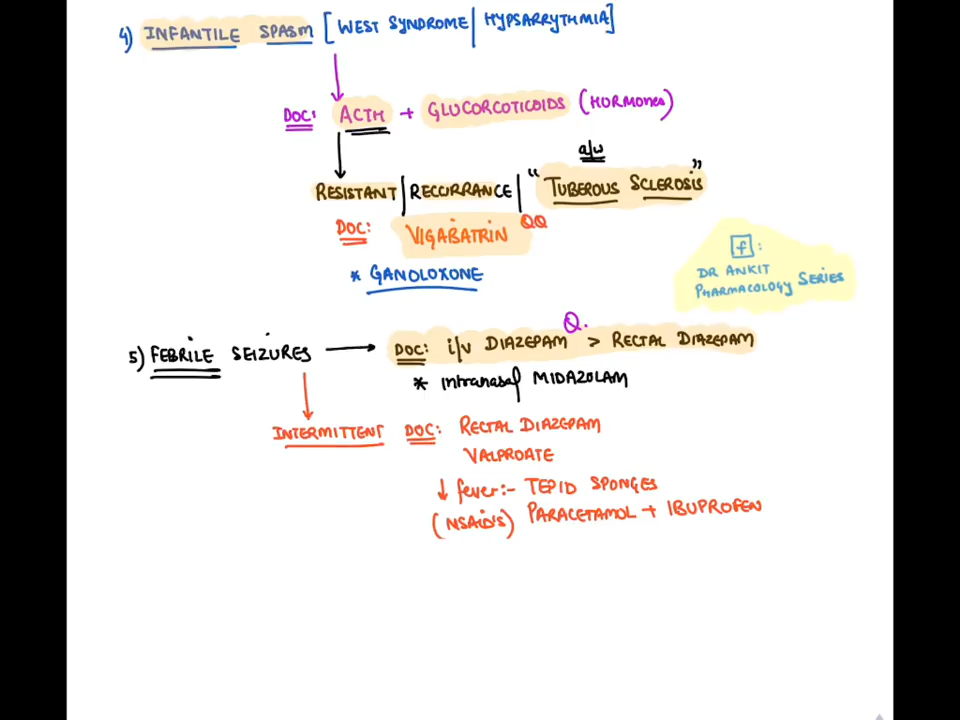 4) INFANTILE SPASM [WEST SYNDROME | HYPSARRYTHMIA]
DOC: ACTH + GLUCORCOTICOIDS (HORMONES)
a/w
RESISTANT | RECURRANCE | "TUBEROUS SCLEROSIS"
DOC: VIGABATRIN QQ
* GANOLOXONE
f :
DR ANKIT
PHARMACOLOGY SERIES
Q.
5) FEBRILE SEIZURES → DOC: i/v DIAZEPAM > RECTAL DIAZEPAM
* Intranasal MIDAZOLAM
INTERMITTENT DOC: RECTAL DIAZEPAM
VALPROATE
↓ fever:- TEPID SPONGES
(NSAID'S) PARACETAMOL + IBUPROFEN